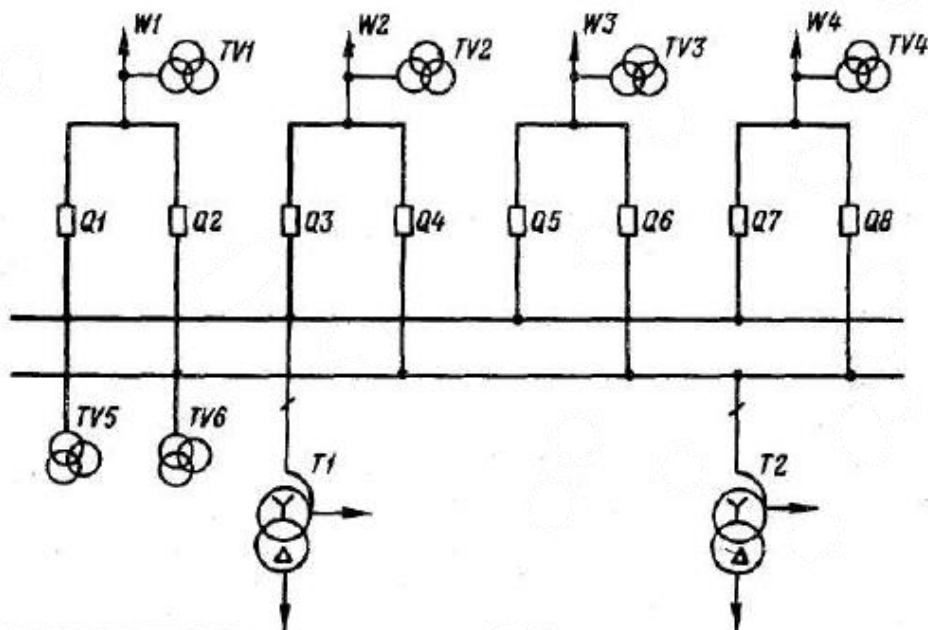 W1 TV1 W2 TV2 W3 TV3 W4 TV4
Q1 Q2 Q3 Q4 Q5 Q6 Q7 Q8
TV5 TV6 T1 T2
Y Y
Δ Δ